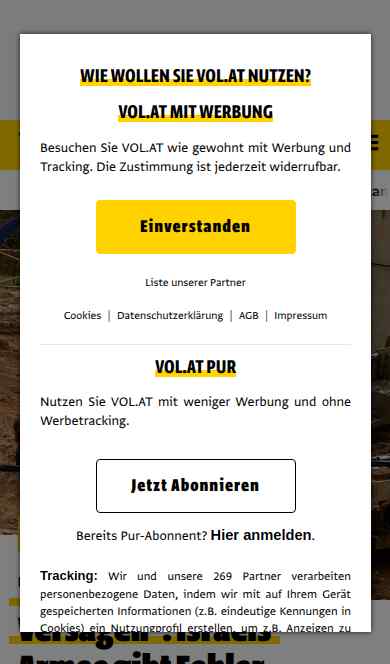 WIE WOLLEN SIE VOL.AT NUTZEN?
VOL.AT MIT WERBUNG
Besuchen Sie VOL.AT wie gewohnt mit Werbung und
Tracking. Die Zustimmung ist jederzeit widerrufbar.
Einverstanden
Liste unserer Partner
Cookies | Datenschutzerklärung | AGB | Impressum
VOL.AT PUR
Nutzen Sie VOL.AT mit weniger Werbung und ohne
Werbetracking.
Jetzt Abonnieren
Bereits Pur-Abonnent? Hier anmelden.
Tracking: Wir und unsere 269 Partner verarbeiten
personenbezogene Daten, indem wir mit auf Ihrem Gerät
gespeicherten Informationen (z.B. eindeutige Kennungen in
Cookies) ein Nutzungsprofil erstellen, um z.B. Anzeigen zu
Versagen": Israels
Armee gibt Fehler